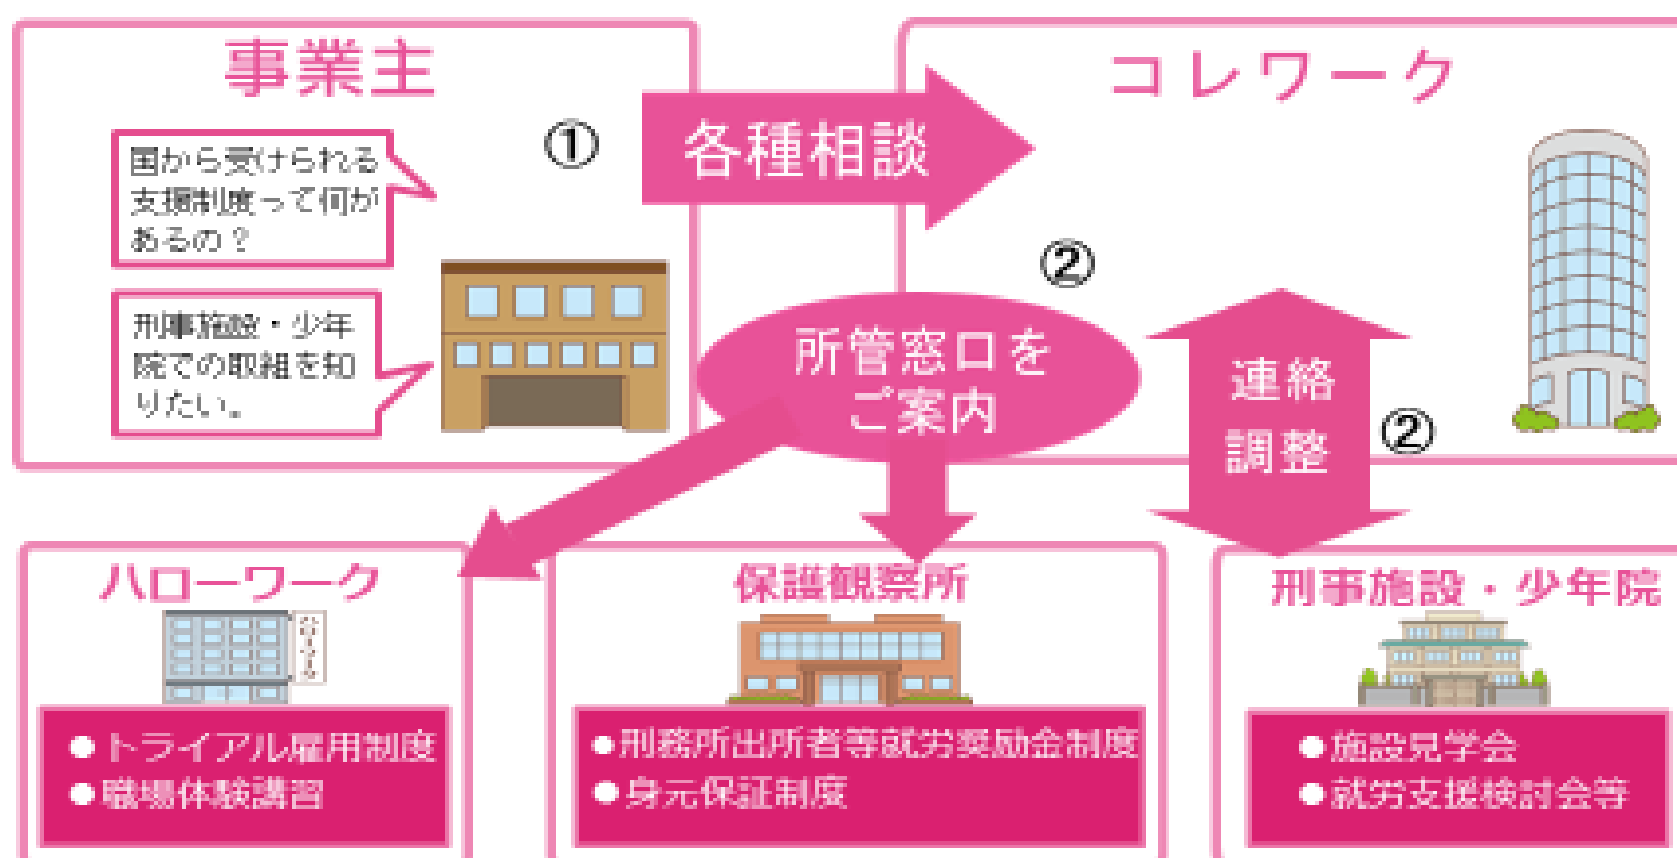 事業主
国から受けられる
支援制度って何が
あるの？
刑事施設・少年
院での取組を知
りたい。
①
各種相談
コレワーク
②
所管窓口を
ご案内
連絡
調整
②
ハローワーク
ハローワーク
●トライアル雇用制度
●職場体験講習
保護観察所
●刑務所出所者等就労奨励金制度
●身元保証制度
刑事施設・少年院
●施設見学会
●就労支援検討会等